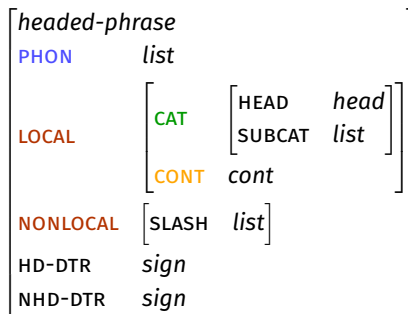 headed-phrase
PHON list
HEAD head
CAT
SUBCAT list
LOCAL
CONT cont
NONLOCAL SLASH list
HD-DTR sign
NHD-DTR sign